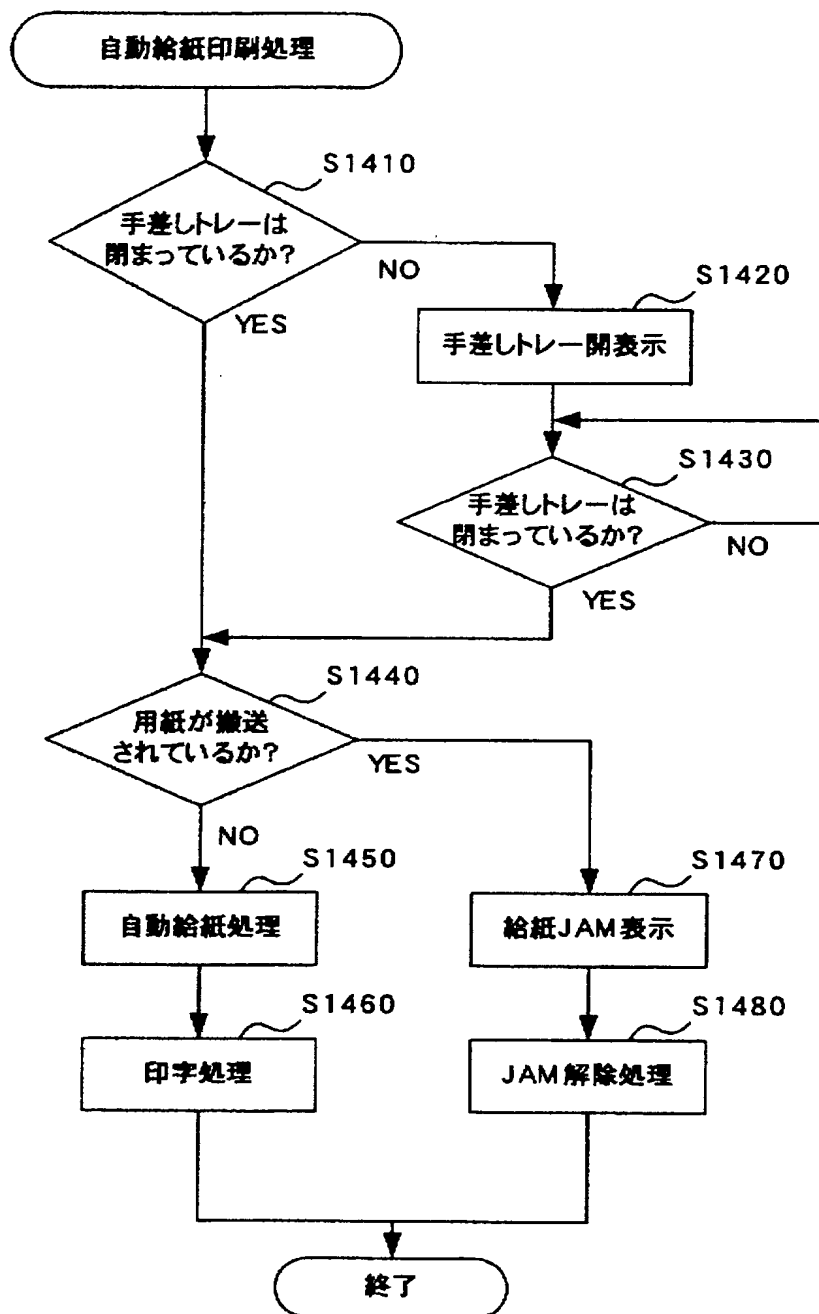 自動給紙印刷処理
S1410
手差しトレーは
閉まっているか?
NO
YES
S1420
手差しトレー開表示
S1430
手差しトレーは
閉まっているか?
NO
YES
S1440
用紙が搬送
されているか?
YES
NO
S1450
自動給紙処理
S1460
印字処理
S1470
給紙JAM表示
S1480
JAM解除処理
終了